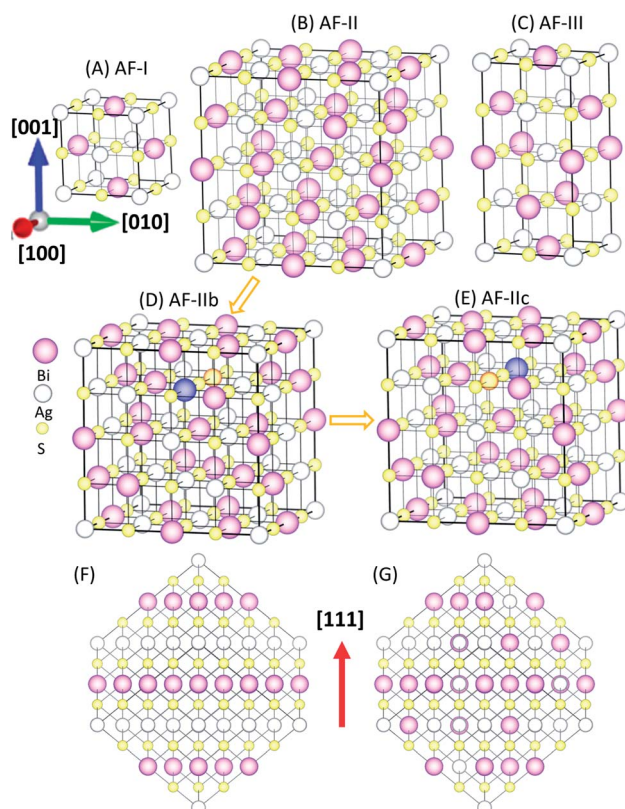 (B) AF-II
(C) AF-III
(A) AF-I
[001]
[010]
[100]
(D) AF-IIb
(E) AF-IIc
Bi
Ag
S
(F)
(G)
[111]